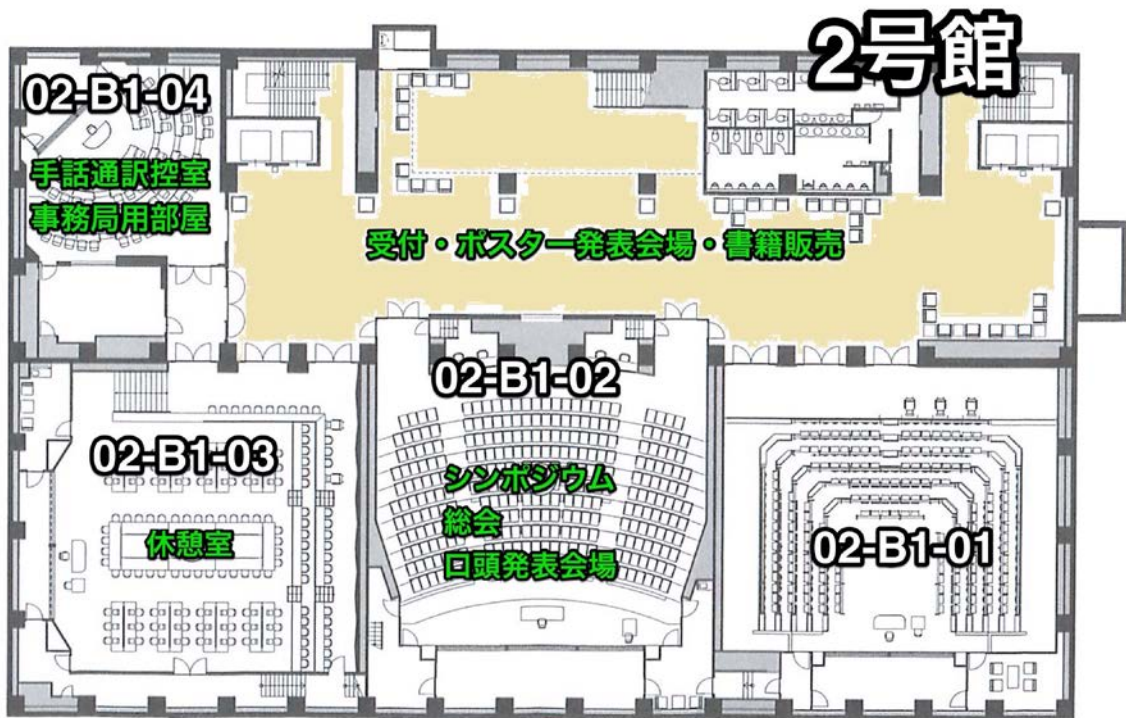 2号館
02-B1-04
手話通訳控室
事務局用部屋
受付・ポスター発表会場・書籍販売
02-B1-02
シンポジウム
総会
口頭発表会場
02-B1-03
休憩室
02-B1-01